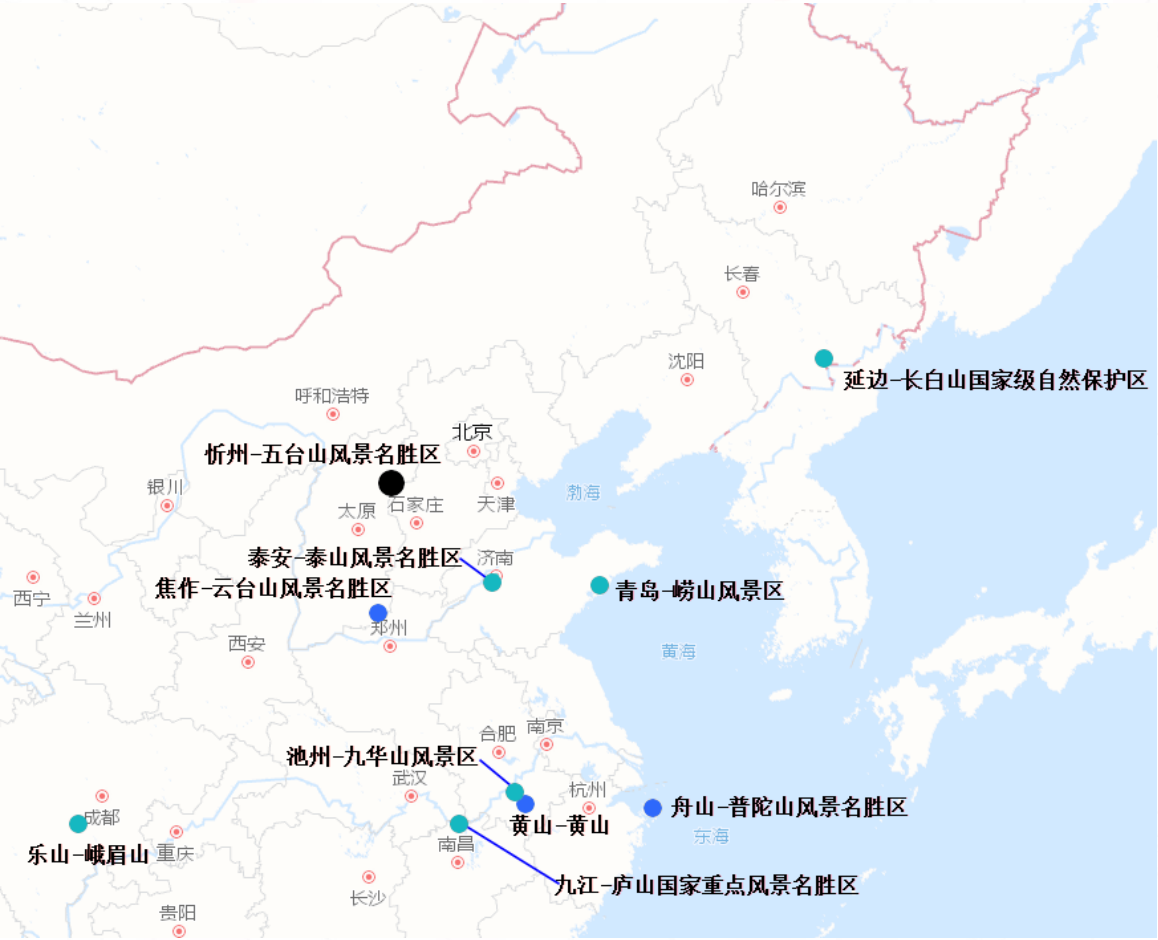 哈尔滨
长春
沈阳
延边-长白山国家级自然保护区
呼和浩特
北京
忻州-五台山风景名胜区
银川
渤海
太原
石家庄
天津
泰安-泰山风景名胜区
济南
焦作-云台山风景名胜区
青岛-崂山风景区
西宁
兰州
郑州
西安
黄海
南京
合肥
池州-九华山风景区
武汉
杭州
舟山-普陀山风景名胜区
成都
黄山-黄山
东海
乐山-峨眉山
重庆
南昌
九江-庐山国家重点风景名胜区
长沙
贵阳